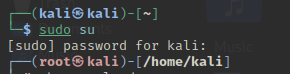 ┌──(kali㉿kali)-[~]
└─$ sudo su
[sudo] password for kali:
┌──(root㉿kali)-[/home/kali]